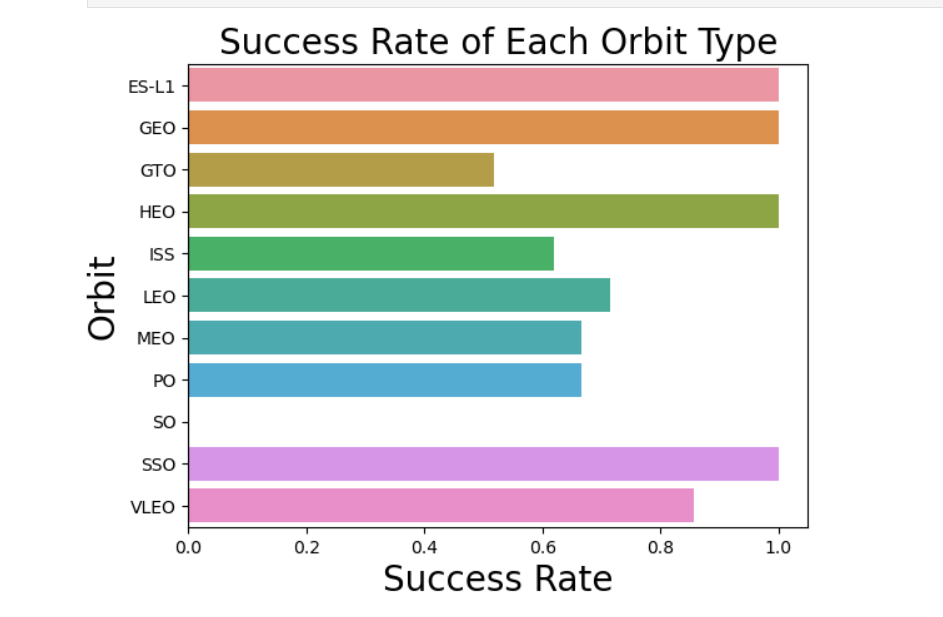 Success Rate of Each Orbit Type
ES-L1
GEO
GTO
HEO
ISS
LEO
MEO
PO
SO
SSO
VLEO
Orbit
0.0 0.2 0.4 0.6 0.8 1.0
Success Rate